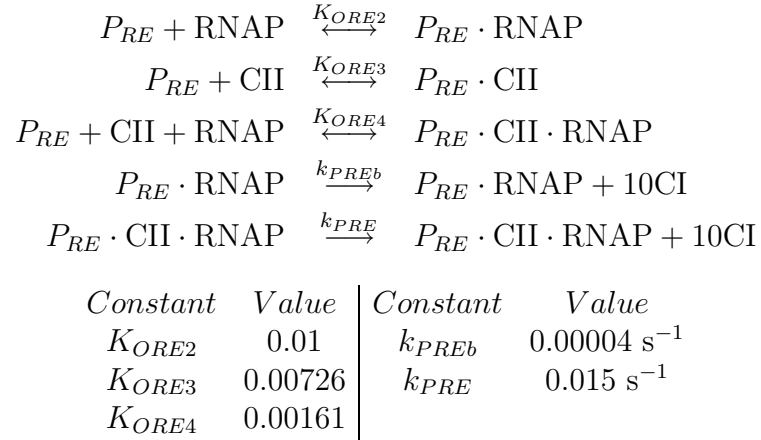 P_RE + RNAP ⟷ K_ORE2 P_RE · RNAP
P_RE + CII ⟷ K_ORE3 P_RE · CII
P_RE + CII + RNAP ⟷ K_ORE4 P_RE · CII · RNAP
P_RE · RNAP ⟶ k_PREb P_RE · RNAP + 10CI
P_RE · CII · RNAP ⟶ k_PRE P_RE · CII · RNAP + 10CI
Constant Value Constant Value
K_ORE2 0.01 k_PREb 0.00004 s⁻¹
K_ORE3 0.00726 k_PRE 0.015 s⁻¹
K_ORE4 0.00161